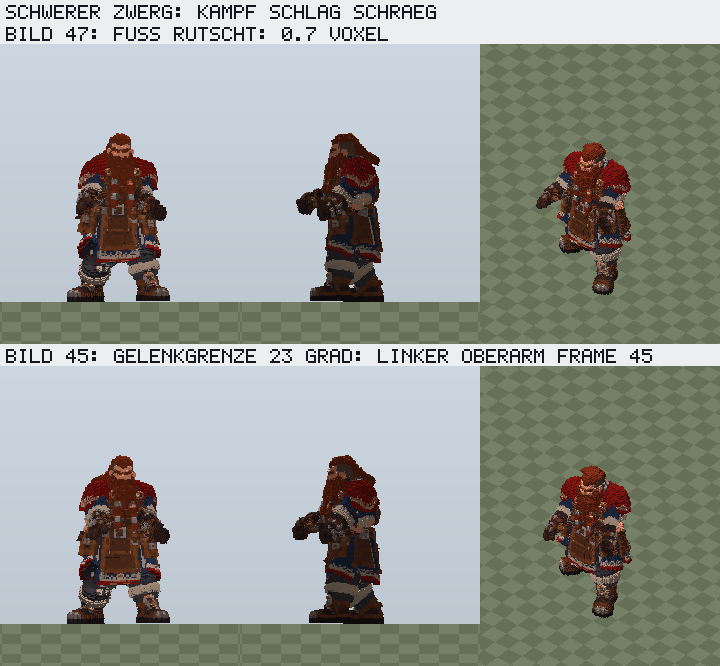 SCHWERER ZWERG: KAMPF SCHLAG SCHRAEG
BILD 47: FUSS RUTSCHT: 0.7 VOXEL
BILD 45: GELENKGRENZE 23 GRAD: LINKER OBERARM FRAME 45